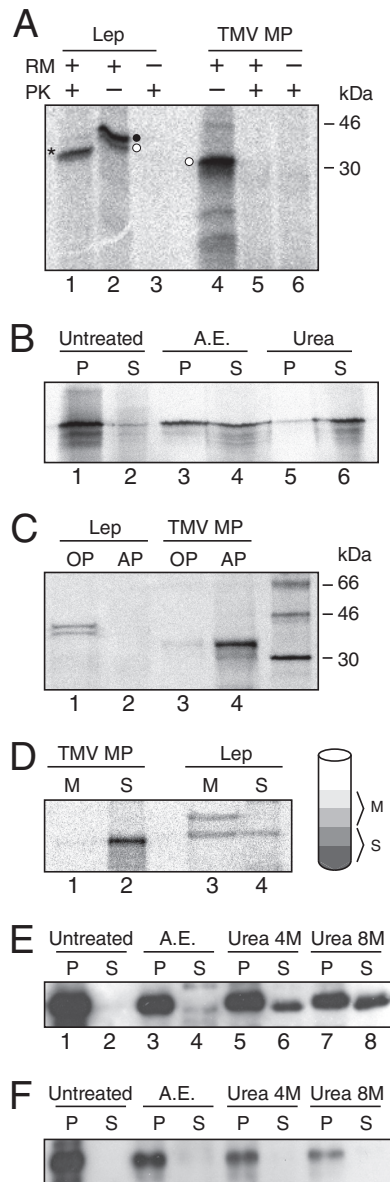 A
Lep TMV MP
RM + + − + + −
PK + − + − + +
kDa
* − 46
− 30
1 2 3 4 5 6
B
Untreated A.E. Urea
P S P S P S
1 2 3 4 5 6
C
Lep TMV MP
OP AP OP AP kDa
− 66
− 46
− 30
1 2 3 4
D
TMV MP Lep
M S M S
M
S
1 2 3 4
E
Untreated A.E. Urea 4M Urea 8M
P S P S P S P S
1 2 3 4 5 6 7 8
F
Untreated A.E. Urea 4M Urea 8M
P S P S P S P S